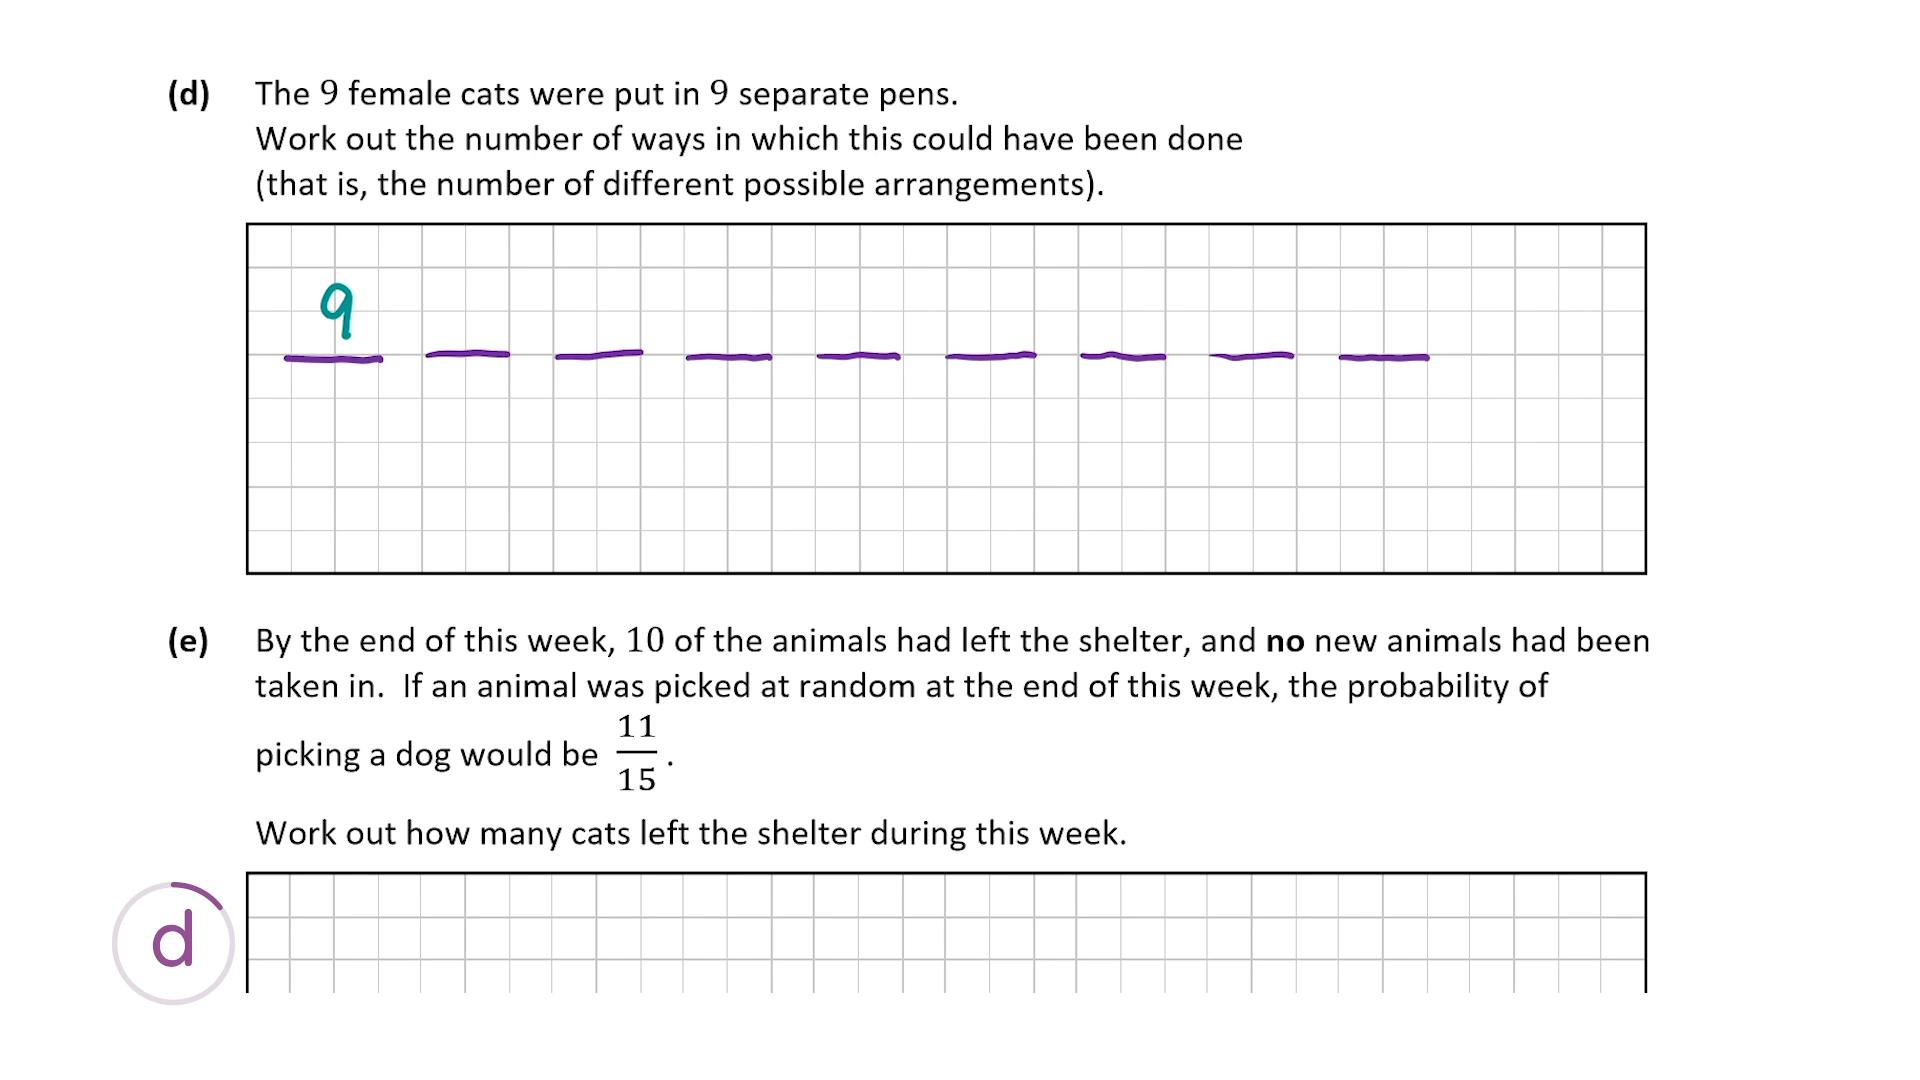 (d) The 9 female cats were put in 9 separate pens.
Work out the number of ways in which this could have been done
(that is, the number of different possible arrangements).
9
(e) By the end of this week, 10 of the animals had left the shelter, and no new animals had been
taken in. If an animal was picked at random at the end of this week, the probability of
picking a dog would be 11/15 .
Work out how many cats left the shelter during this week.
d